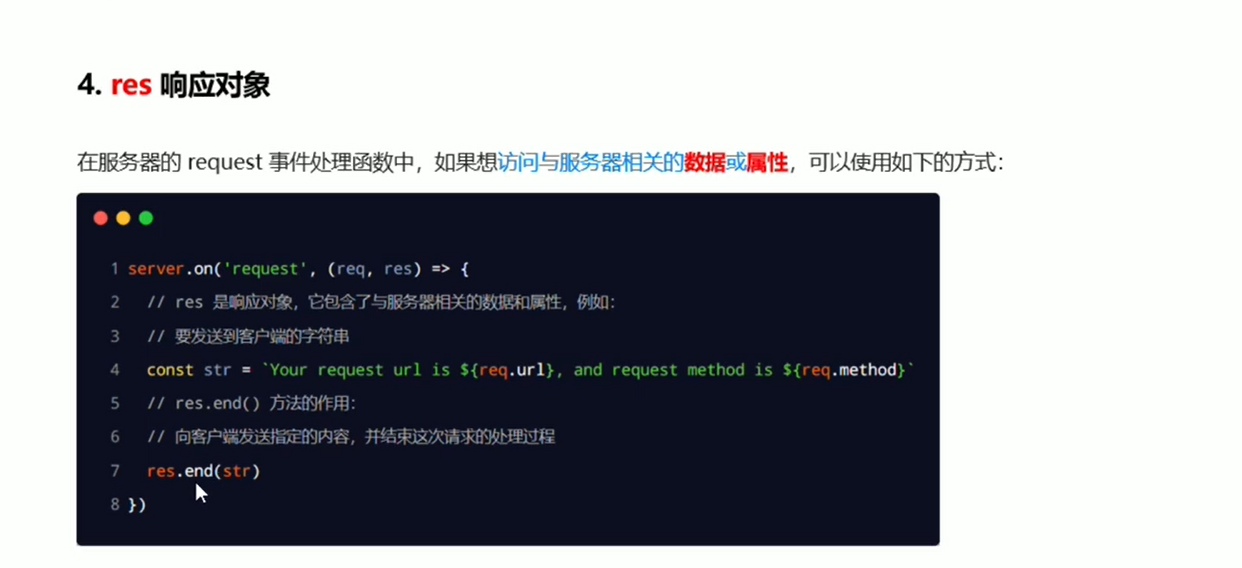 4. res 响应对象
在服务器的 request 事件处理函数中，如果想访问与服务器相关的数据或属性，可以使用如下的方式：
1 server.on('request', (req, res) => {
2 // res 是响应对象，它包含了与服务器相关的数据和属性，例如：
3 // 要发送到客户端的字符串
4 const str = `Your request url is ${req.url}, and request method is ${req.method}`
5 // res.end() 方法的作用：
6 // 向客户端发送指定的内容，并结束这次请求的处理过程
7 res.end(str)
8 })